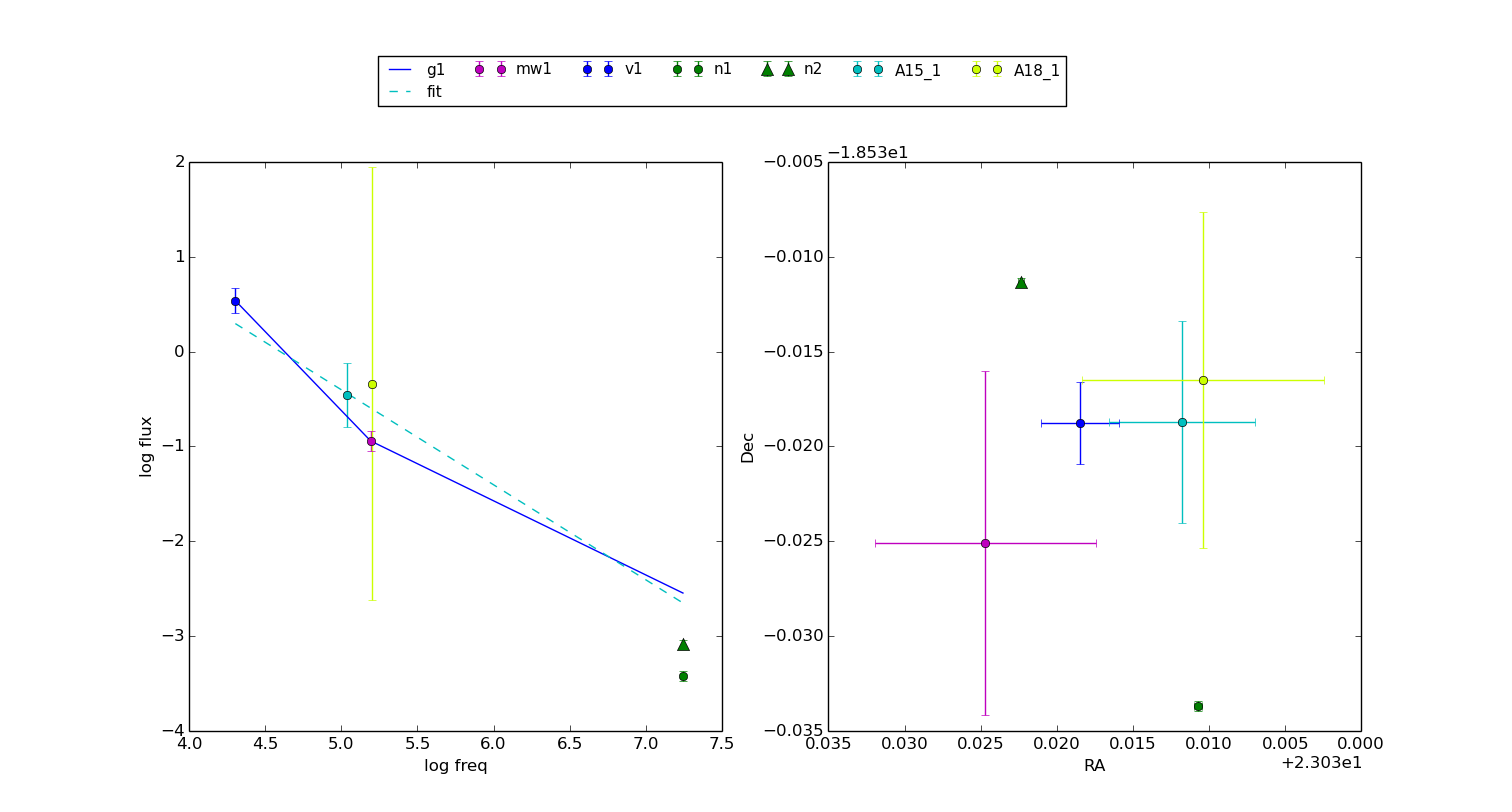 g1 mw1 v1 n1 n2 A15_1 A18_1
fit
2
1
0
−1
−2
−3
−4
4.0 4.5 5.0 5.5 6.0 6.5 7.0 7.5
log freq
log flux
−1.853e1
−0.005
−0.010
−0.015
−0.020
−0.025
−0.030
−0.035
0.035 0.030 0.025 0.020 0.015 0.010 0.005 0.000
+2.303e1
RA
Dec